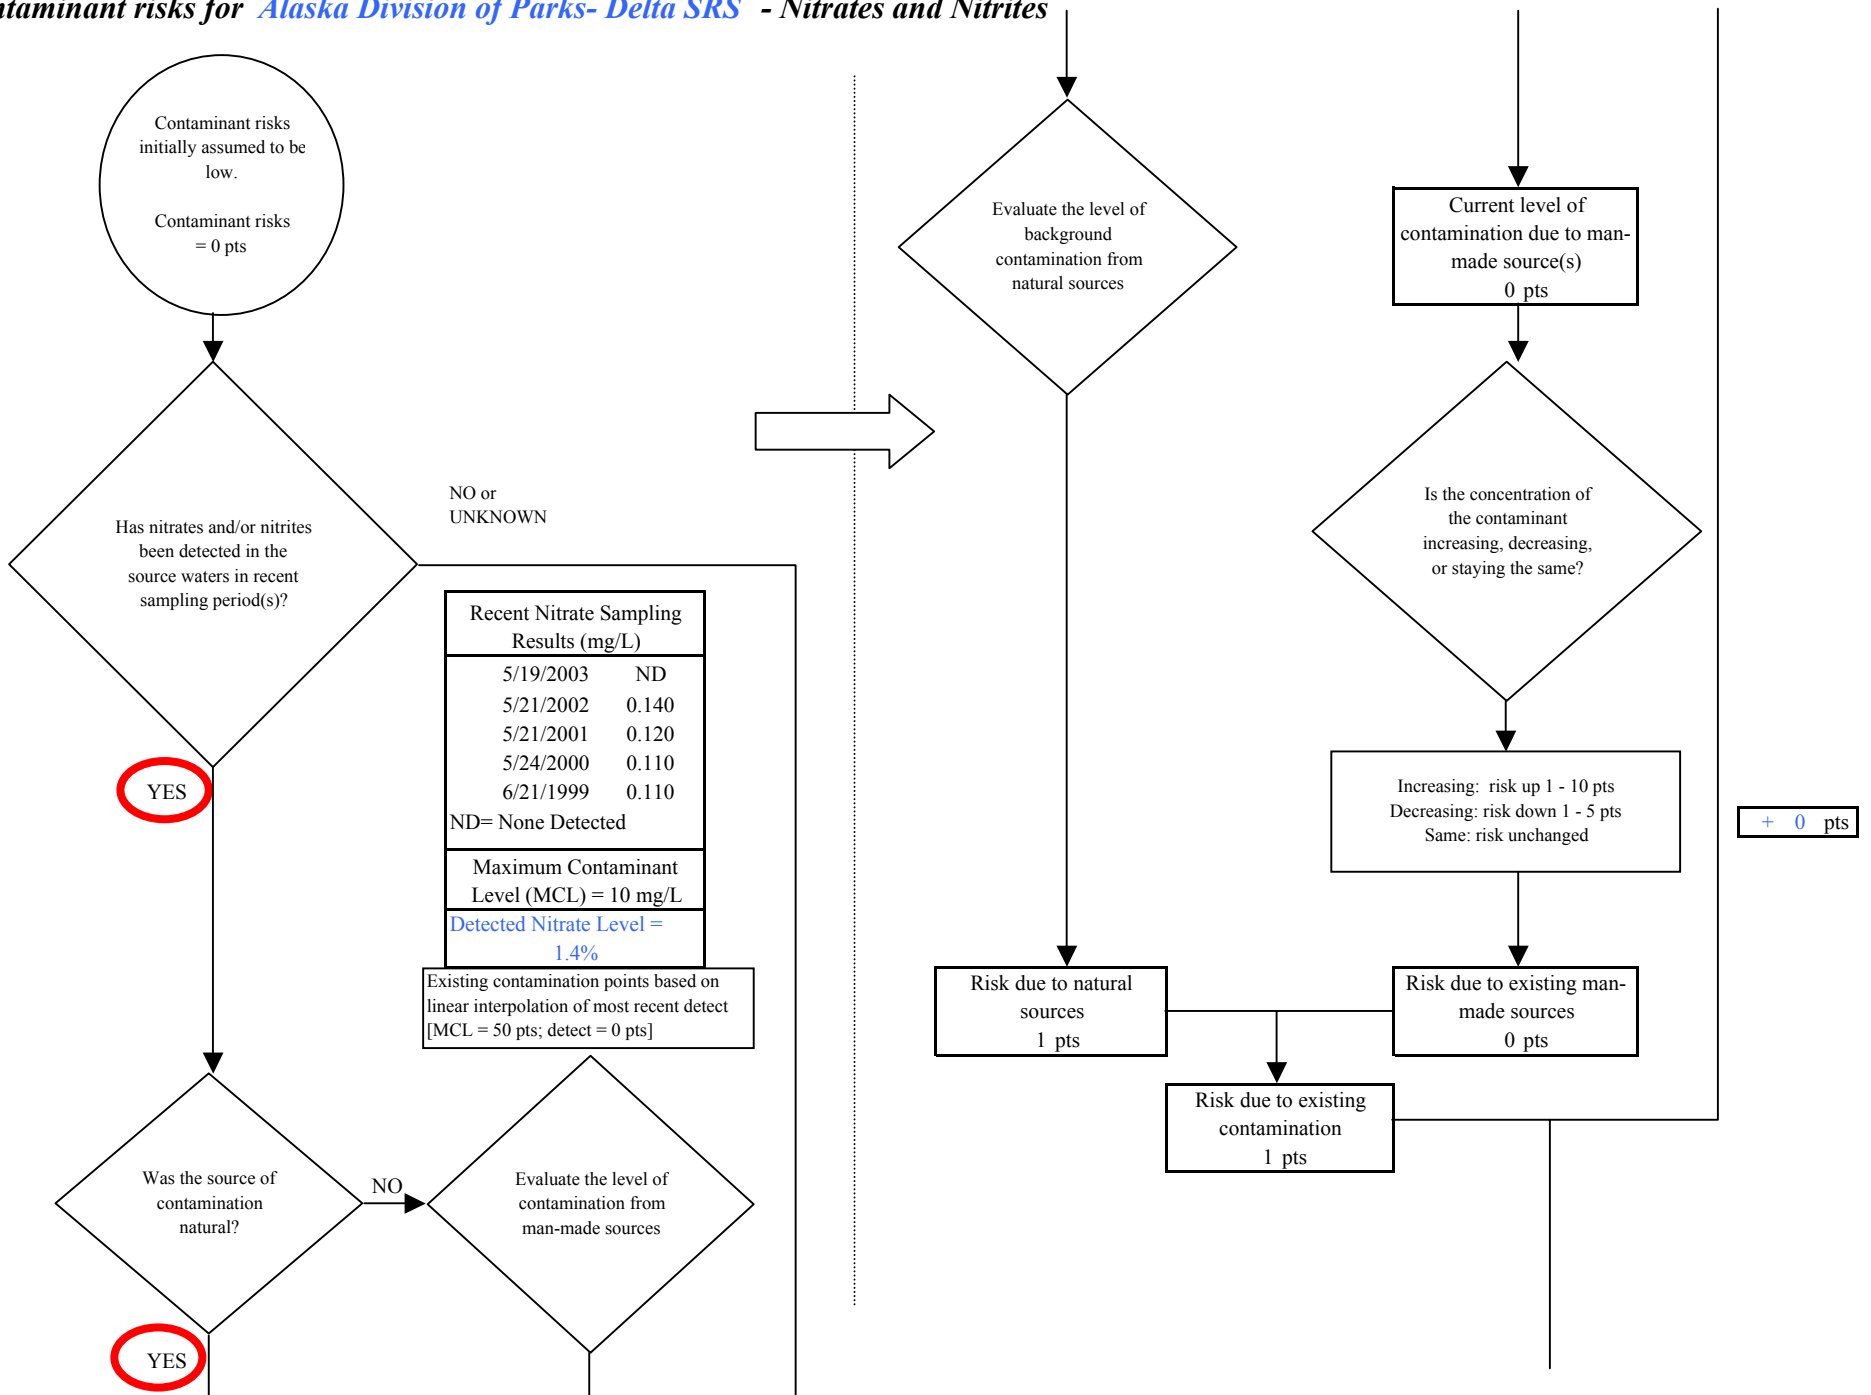 ntaminant risks for Alaska Division of Parks- Delta SRS - Nitrates and Nitrites
Contaminant risks
initially assumed to be
low.
Contaminant risks
= 0 pts
Has nitrates and/or nitrites
been detected in the
source waters in recent
sampling period(s)?
NO or
UNKNOWN
YES
Recent Nitrate Sampling
Results (mg/L)
5/19/2003 ND
5/21/2002 0.140
5/21/2001 0.120
5/24/2000 0.110
6/21/1999 0.110
ND= None Detected
Maximum Contaminant
Level (MCL) = 10 mg/L
Detected Nitrate Level =
1.4%
Existing contamination points based on
linear interpolation of most recent detect
[MCL = 50 pts; detect = 0 pts]
Was the source of
contamination
natural?
NO
Evaluate the level of
contamination from
man-made sources
YES
Evaluate the level of
background
contamination from
natural sources
Current level of
contamination due to man-
made source(s)
0 pts
Is the concentration of
the contaminant
increasing, decreasing,
or staying the same?
Increasing: risk up 1 - 10 pts
Decreasing: risk down 1 - 5 pts
Same: risk unchanged
+ 0 pts
Risk due to natural
sources
1 pts
Risk due to existing man-
made sources
0 pts
Risk due to existing
contamination
1 pts